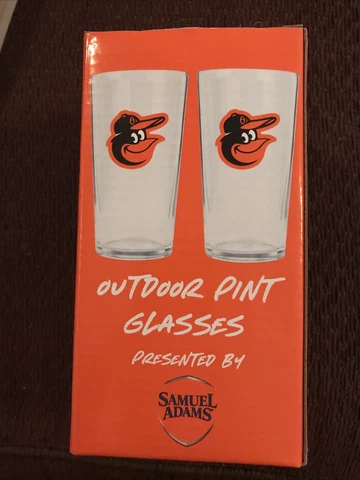 OUTDOOR PINT
GLASSES
PRESENTED BY
SAMUEL
ADAMS